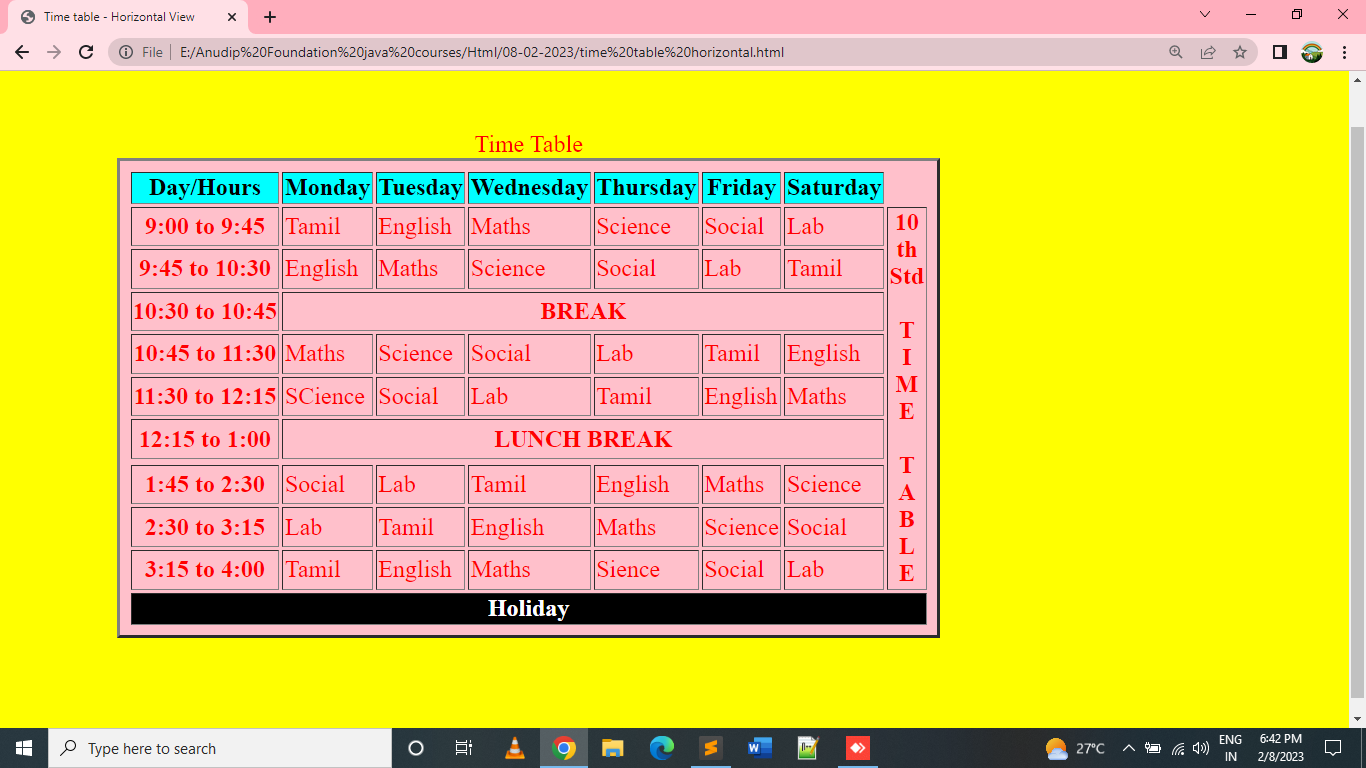 Time table - Horizontal View
File | E:/Anudip%20Foundation%20java%20courses/Html/08-02-2023/time%20table%20horizontal.html
Time Table
Day/Hours Monday Tuesday Wednesday Thursday Friday Saturday
9:00 to 9:45 Tamil English Maths Science Social Lab
9:45 to 10:30 English Maths Science Social Lab Tamil
10:30 to 10:45 BREAK
10:45 to 11:30 Maths Science Social Lab Tamil English
11:30 to 12:15 SCience Social Lab Tamil English Maths
12:15 to 1:00 LUNCH BREAK
1:45 to 2:30 Social Lab Tamil English Maths Science
2:30 to 3:15 Lab Tamil English Maths Science Social
3:15 to 4:00 Tamil English Maths Sience Social Lab
10
th
Std
T
I
M
E
T
A
B
L
E
Holiday
Type here to search
27°C
ENG
IN
6:42 PM
2/8/2023